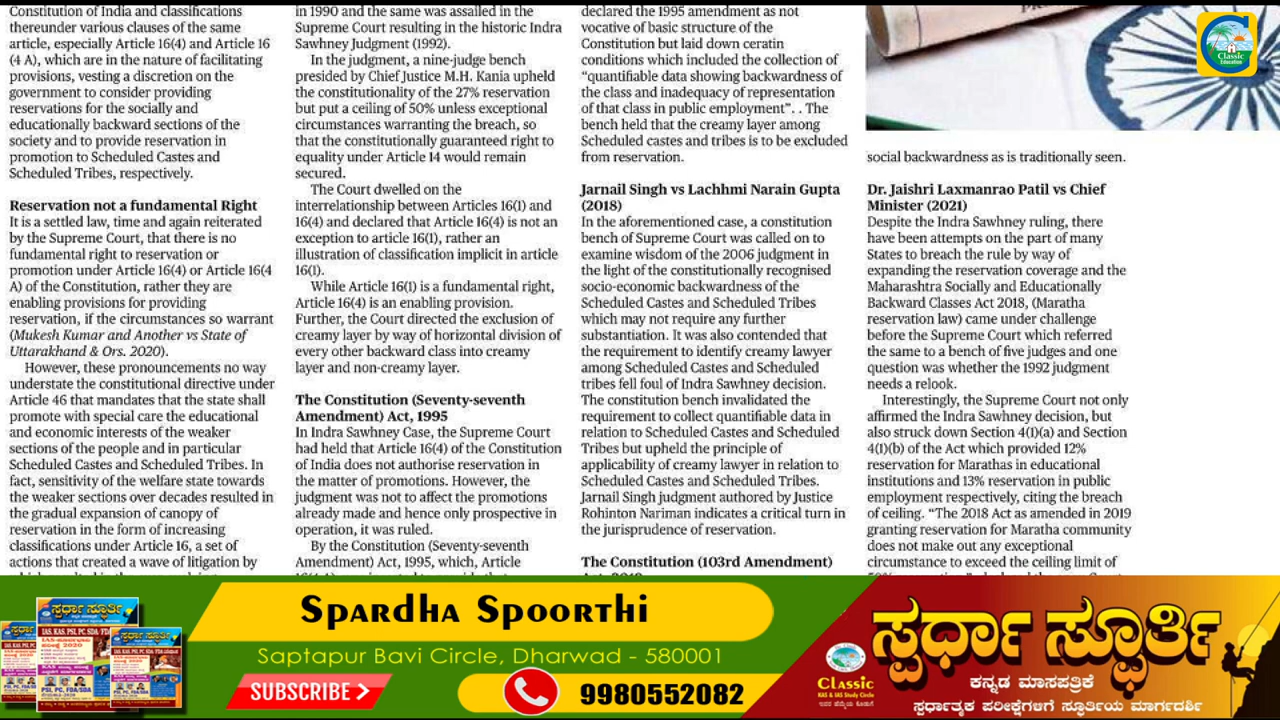 Constitution of India and classifications
thereunder various clauses of the same
article, especially Article 16(4) and Article 16
(4 A), which are in the nature of facilitating
provisions, vesting a discretion on the
government to consider providing
reservations for the socially and
educationally backward sections of the
society and to provide reservation in
promotion to Scheduled Castes and
Scheduled Tribes, respectively.
Reservation not a fundamental Right
It is a settled law, time and again reiterated
by the Supreme Court, that there is no
fundamental right to reservation or
promotion under Article 16(4) or Article 16(4
A) of the Constitution, rather they are
enabling provisions for providing
reservation, if the circumstances so warrant
(Mukesh Kumar and Another vs State of
Uttarakhand & Ors. 2020).
However, these pronouncements no way
understate the constitutional directive under
Article 46 that mandates that the state shall
promote with special care the educational
and economic interests of the weaker
sections of the people and in particular
Scheduled Castes and Scheduled Tribes. In
fact, sensitivity of the welfare state towards
the weaker sections over decades resulted in
the gradual expansion of canopy of
reservation in the form of increasing
classifications under Article 16, a set of
actions that created a wave of litigation by
in 1990 and the same was assailed in the
Supreme Court resulting in the historic Indra
Sawhney Judgment (1992).
In the judgment, a nine-judge bench
presided by Chief Justice M.H. Kania upheld
the constitutionality of the 27% reservation
but put a ceiling of 50% unless exceptional
circumstances warranting the breach, so
that the constitutionally guaranteed right to
equality under Article 14 would remain
secured.
The Court dwelled on the
interrelationship between Articles 16(1) and
16(4) and declared that Article 16(4) is not an
exception to article 16(1), rather an
illustration of classification implicit in article
16(1).
While Article 16(1) is a fundamental right,
Article 16(4) is an enabling provision.
Further, the Court directed the exclusion of
creamy layer by way of horizontal division of
every other backward class into creamy
layer and non-creamy layer.
The Constitution (Seventy-seventh
Amendment) Act, 1995
In Indra Sawhney Case, the Supreme Court
had held that Article 16(4) of the Constitution
of India does not authorise reservation in
the matter of promotions. However, the
judgment was not to affect the promotions
already made and hence only prospective in
operation, it was ruled.
By the Constitution (Seventy-seventh
Amendment) Act, 1995, which, Article
declared the 1995 amendment as not
vocative of basic structure of the
Constitution but laid down ceratin
conditions which included the collection of
“quantifiable data showing backwardness of
the class and inadequacy of representation
of that class in public employment”. . The
bench held that the creamy layer among
Scheduled castes and tribes is to be excluded
from reservation.
Jarnail Singh vs Lachhmi Narain Gupta
(2018)
In the aforementioned case, a constitution
bench of Supreme Court was called on to
examine wisdom of the 2006 judgment in
the light of the constitutionally recognised
socio-economic backwardness of the
Scheduled Castes and Scheduled Tribes
which may not require any further
substantiation. It was also contended that
the requirement to identify creamy lawyer
among Scheduled Castes and Scheduled
tribes fell foul of Indra Sawhney decision.
The constitution bench invalidated the
requirement to collect quantifiable data in
relation to Scheduled Castes and Scheduled
Tribes but upheld the principle of
applicability of creamy lawyer in relation to
Scheduled Castes and Scheduled Tribes.
Jarnail Singh judgment authored by Justice
Rohinton Nariman indicates a critical turn in
the jurisprudence of reservation.
The Constitution (103rd Amendment)
Classic
Education
social backwardness as is traditionally seen.
Dr. Jaishri Laxmanrao Patil vs Chief
Minister (2021)
Despite the Indra Sawhney ruling, there
have been attempts on the part of many
States to breach the rule by way of
expanding the reservation coverage and the
Maharashtra Socially and Educationally
Backward Classes Act 2018, (Maratha
reservation law) came under challenge
before the Supreme Court which referred
the same to a bench of five judges and one
question was whether the 1992 judgment
needs a relook.
Interestingly, the Supreme Court not only
affirmed the Indra Sawhney decision, but
also struck down Section 4(1)(a) and Section
4(1)(b) of the Act which provided 12%
reservation for Marathas in educational
institutions and 13% reservation in public
employment respectively, citing the breach
of ceiling. “The 2018 Act as amended in 2019
granting reservation for Maratha community
does not make out any exceptional
circumstance to exceed the ceiling limit of
Spardha Spoorthi
Saptapur Bavi Circle, Dharwad - 580001
SUBSCRIBE
9980552082
Classic
KAS & IAS Study Circle
ಸ್ಪರ್ಧಾ ಸ್ಫೂರ್ತಿ
ಕನ್ನಡ ಮಾಸಪತ್ರಿಕೆ
ಸ್ಪರ್ಧಾತ್ಮಕ ಪರೀಕ್ಷೆಗಳಿಗೆ ಸ್ಫೂರ್ತಿಯ ಮಾರ್ಗದರ್ಶಿ